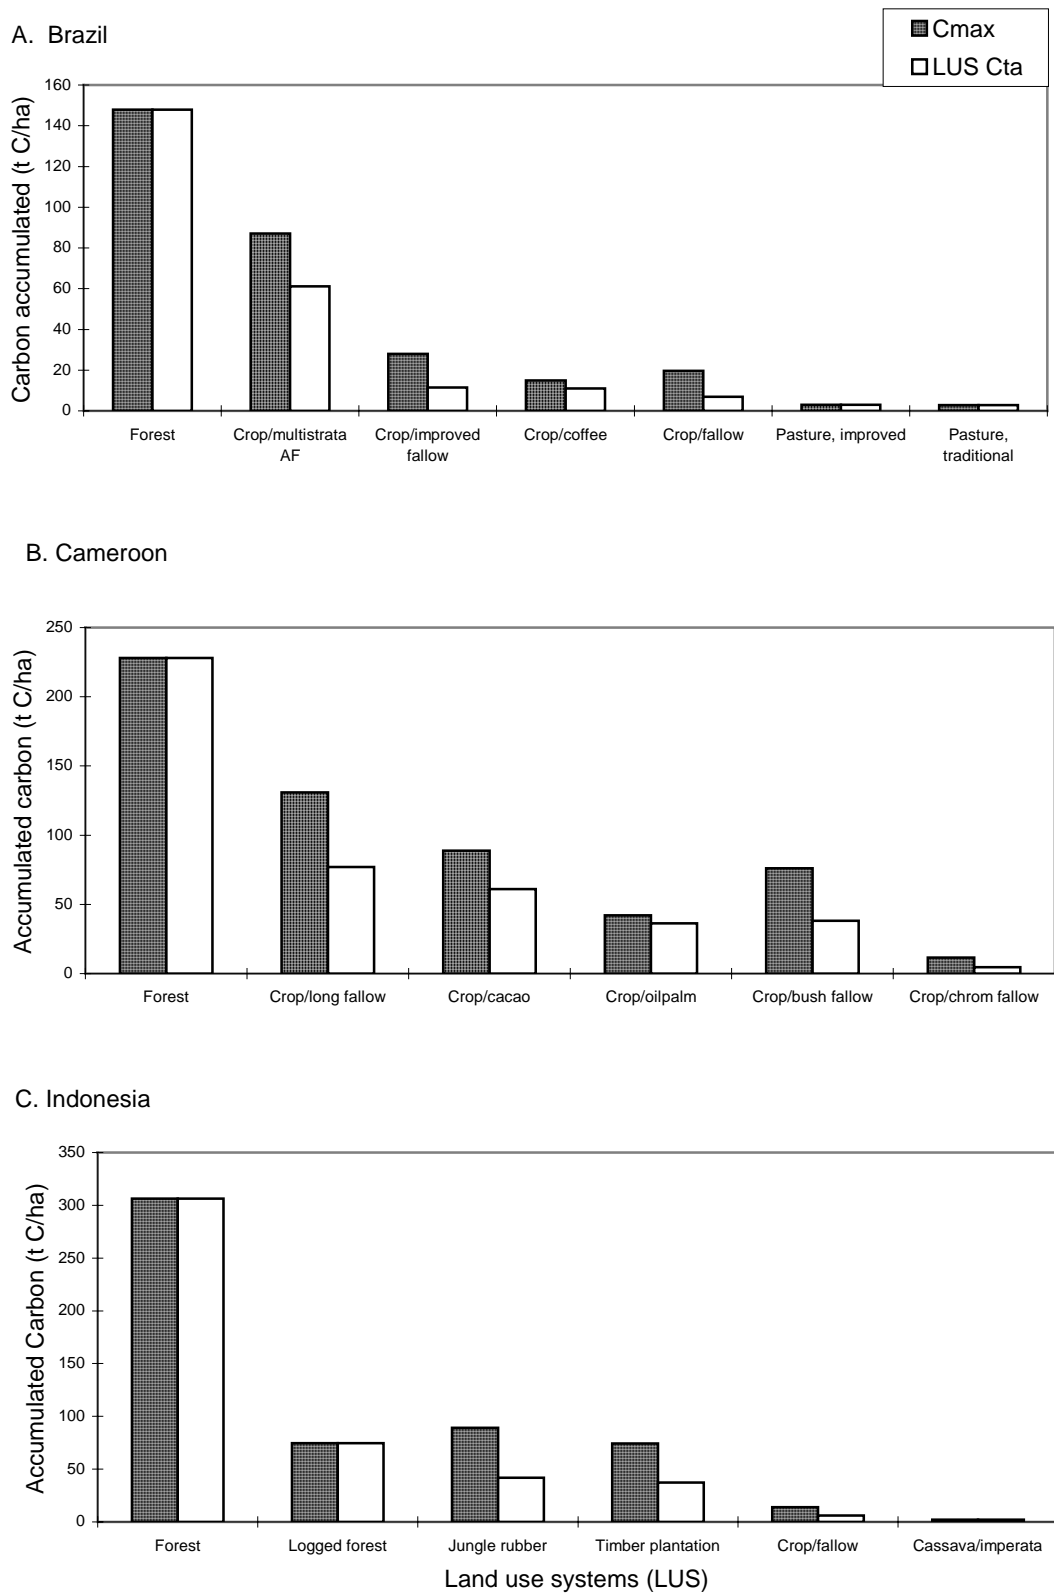 A. Brazil
Cmax
LUS Cta
Carbon accumulated (t C/ha)
160
140
120
100
80
60
40
20
0
Forest
Crop/multistrata
AF
Crop/improved
fallow
Crop/coffee
Crop/fallow
Pasture, improved
Pasture,
traditional
B. Cameroon
Accumulated carbon (t C/ha)
250
200
150
100
50
0
Forest
Crop/long fallow
Crop/cacao
Crop/oilpalm
Crop/bush fallow
Crop/chrom fallow
C. Indonesia
Accumulated Carbon (t C/ha)
350
300
250
200
150
100
50
0
Forest
Logged forest
Jungle rubber
Timber plantation
Crop/fallow
Cassava/imperata
Land use systems (LUS)